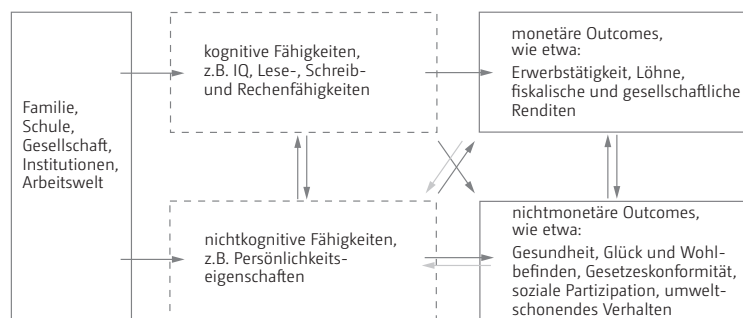 Familie,
Schule,
Gesellschaft,
Institutionen,
Arbeitswelt
kognitive Fähigkeiten,
z.B. IQ, Lese-, Schreib-
und Rechenfähigkeiten
monetäre Outcomes,
wie etwa:
Erwerbstätigkeit, Löhne,
fiskalische und gesellschaftliche
Renditen
nichtkognitive Fähigkeiten,
z.B. Persönlichkeits-
eigenschaften
nichtmonetäre Outcomes,
wie etwa:
Gesundheit, Glück und Wohl-
befinden, Gesetzeskonformität,
soziale Partizipation, umwelt-
schonendes Verhalten